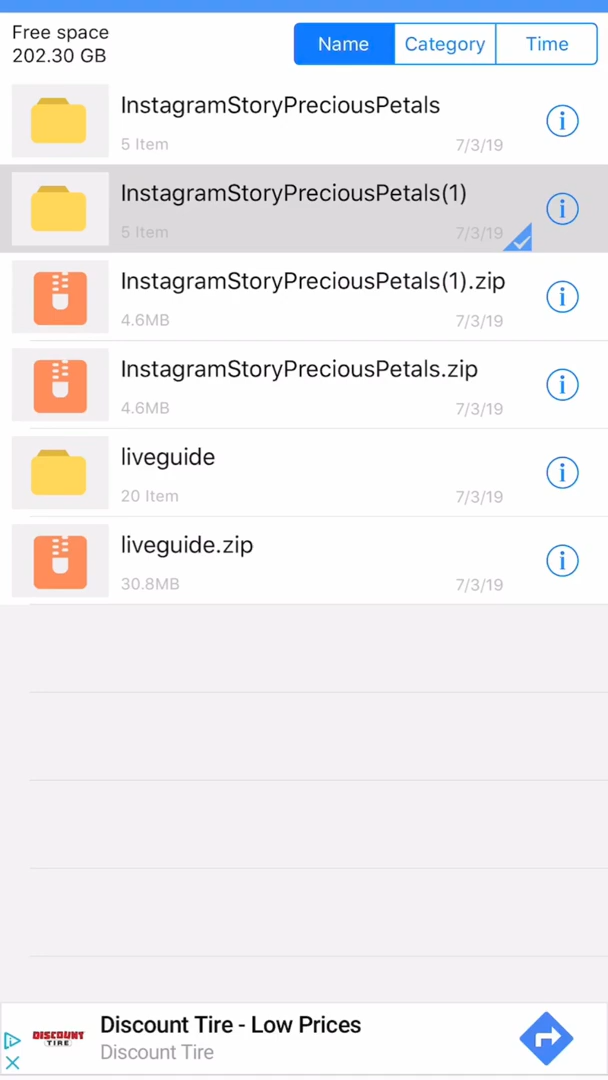 Free space
202.30 GB
Name
Category
Time
InstagramStoryPreciousPetals
5 Item
7/3/19
InstagramStoryPreciousPetals(1)
5 Item
7/3/19
InstagramStoryPreciousPetals(1).zip
4.6MB
7/3/19
InstagramStoryPreciousPetals.zip
4.6MB
7/3/19
liveguide
20 Item
7/3/19
liveguide.zip
30.8MB
7/3/19
DISCOUNT
TIRE
Discount Tire - Low Prices
Discount Tire